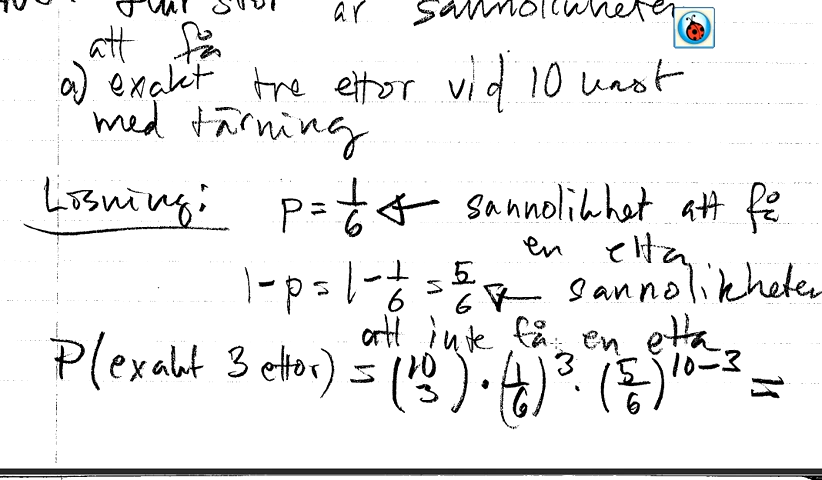 Hur stor är sannolikheten
att få
a) exakt tre ettor vid 10 kast
med tärning
Lösning: p = 1/6 ← sannolikhet att få
en etta
1-p = 1 - 1/6 = 5/6 ← sannolikheten
att inte få en etta
P(exakt 3 ettor) = (10 3) · (1/6)^3 · (5/6)^10-3 =